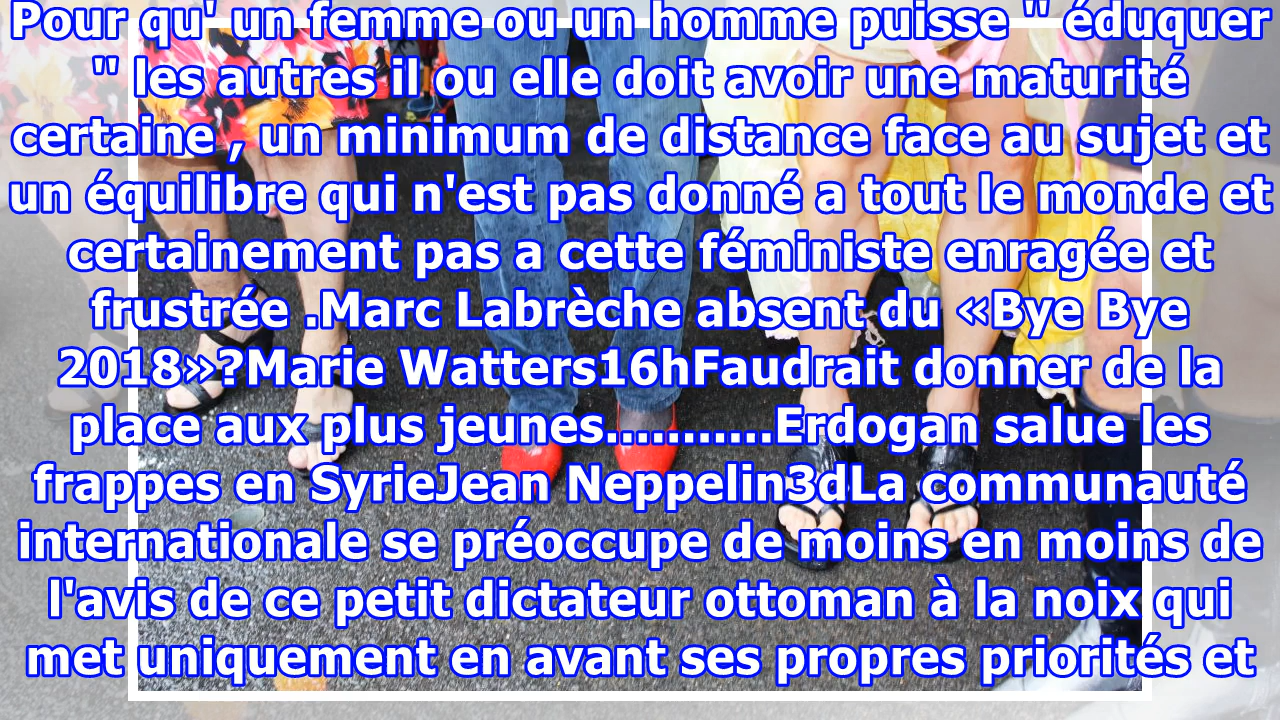 Pour qu' un femme ou un homme puisse " éduquer
" les autres il ou elle doit avoir une maturité
certaine , un minimum de distance face au sujet et
un équilibre qui n'est pas donné a tout le monde et
certainement pas a cette féministe enragée et
frustrée .Marc Labrèche absent du «Bye Bye
2018»?Marie Watters16hFaudrait donner de la
place aux plus jeunes...........Erdogan salue les
frappes en SyrieJean Neppelin3dLa communauté
internationale se préoccupe de moins en moins de
l'avis de ce petit dictateur ottoman à la noix qui
met uniquement en avant ses propres priorités et